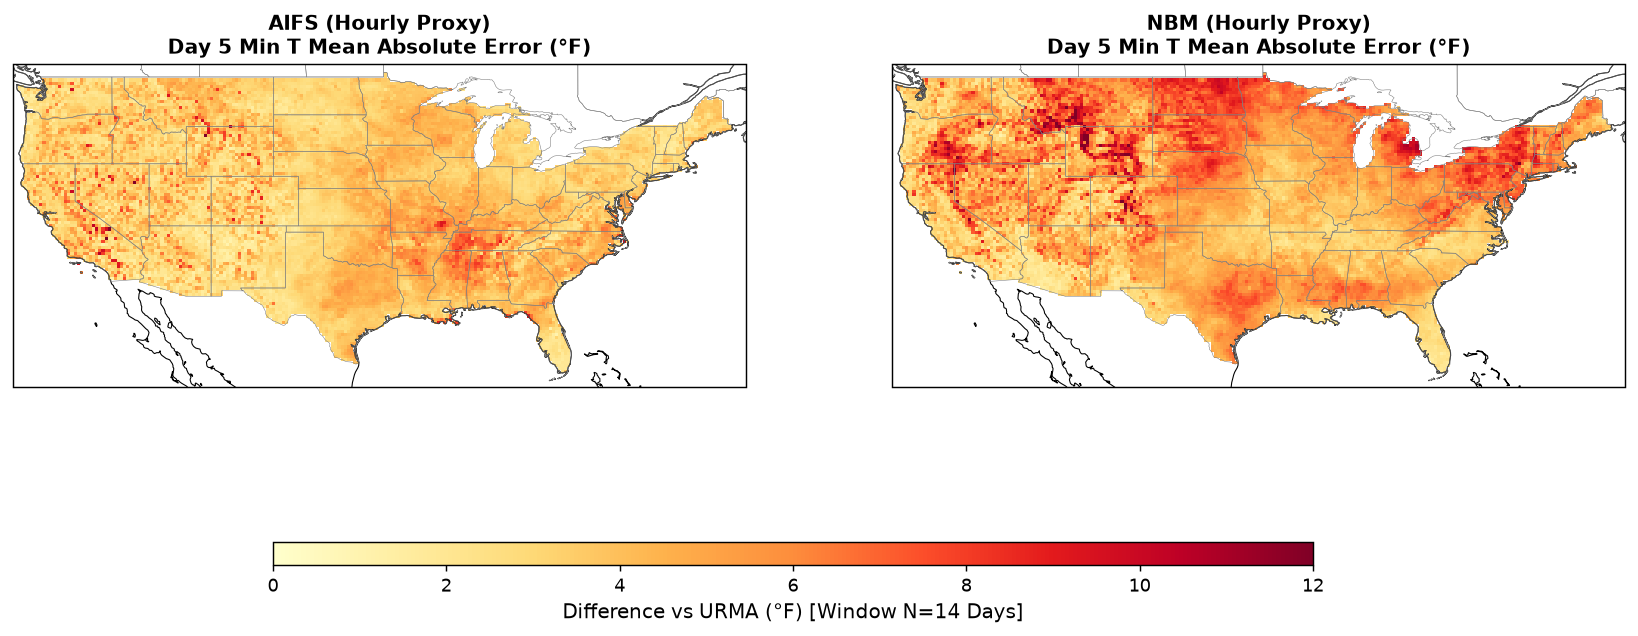 AIFS (Hourly Proxy)
Day 5 Min T Mean Absolute Error (°F)
NBM (Hourly Proxy)
Day 5 Min T Mean Absolute Error (°F)
0 2 4 6 8 10 12
Difference vs URMA (°F) [Window N=14 Days]